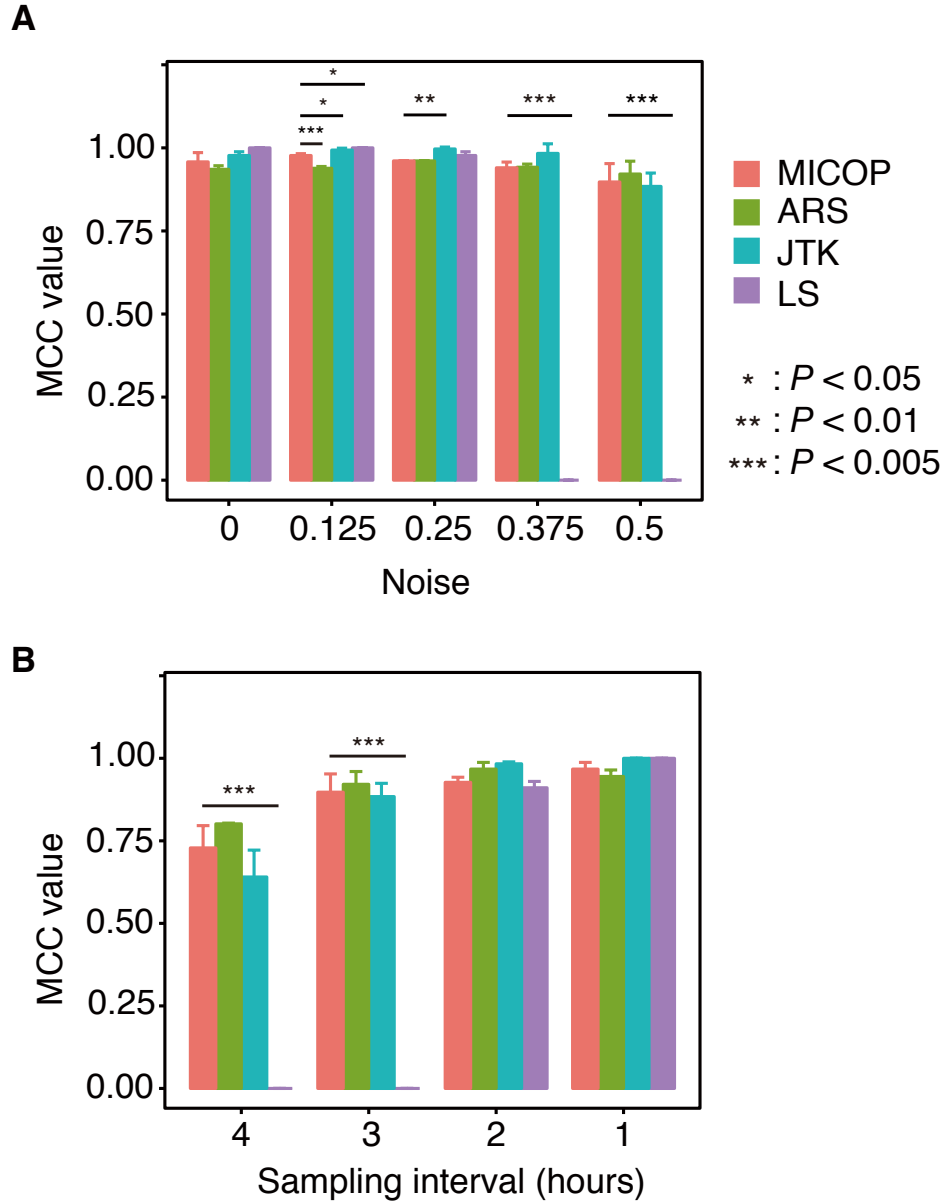 A
*
*
***
**
***
***
1.00
0.75
0.50
0.25
0.00
MCC value
0 0.125 0.25 0.375 0.5
Noise
MICOP
ARS
JTK
LS
* : P < 0.05
** : P < 0.01
*** : P < 0.005
B
***
***
1.00
0.75
0.50
0.25
0.00
MCC value
4 3 2 1
Sampling interval (hours)